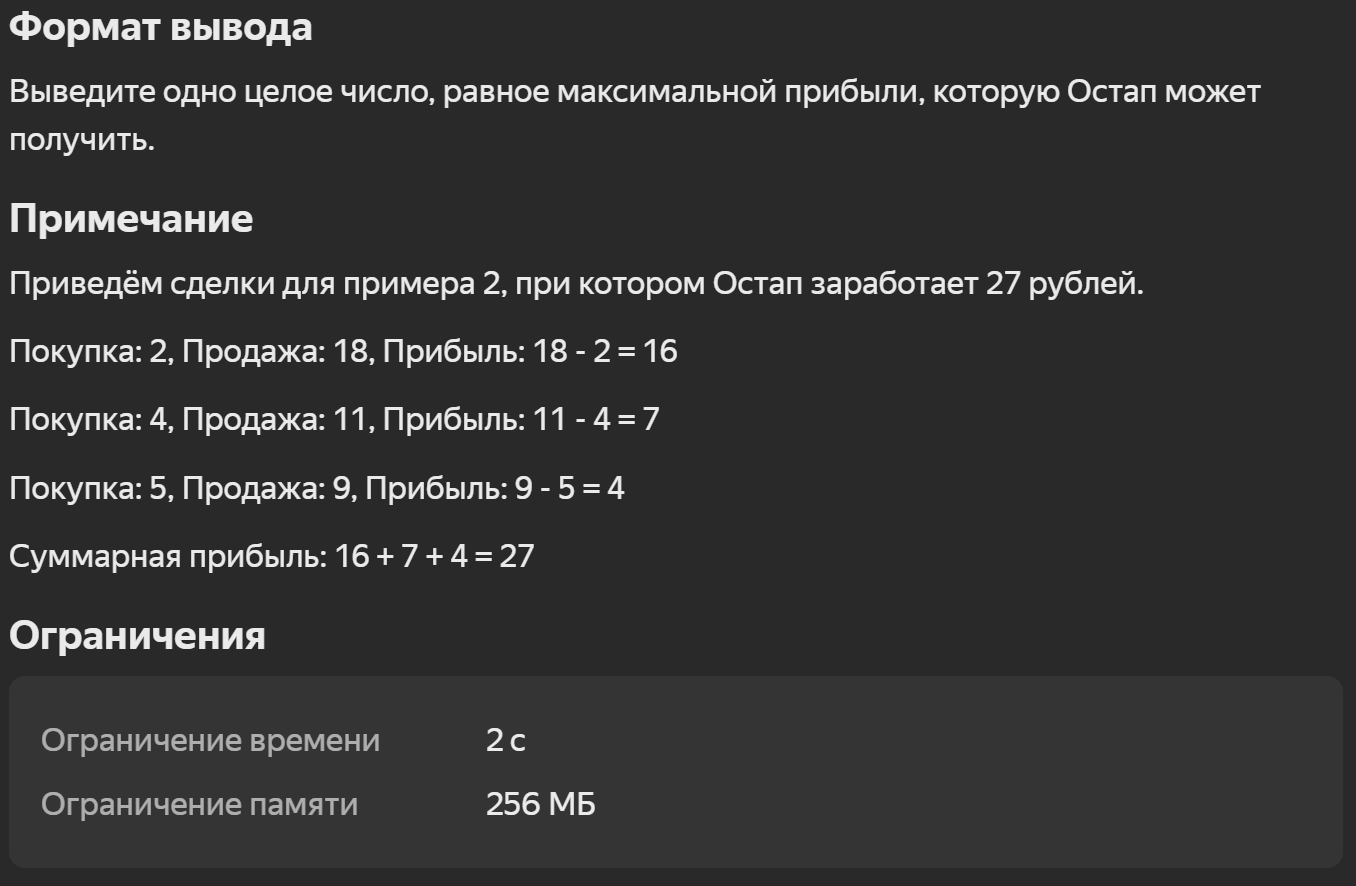 Формат вывода
Выведите одно целое число, равное максимальной прибыли, которую Остап может
получить.
Примечание
Приведём сделки для примера 2, при котором Остап заработает 27 рублей.
Покупка: 2, Продажа: 18, Прибыль: 18 - 2 = 16
Покупка: 4, Продажа: 11, Прибыль: 11 - 4 = 7
Покупка: 5, Продажа: 9, Прибыль: 9 - 5 = 4
Суммарная прибыль: 16 + 7 + 4 = 27
Ограничения
Ограничение времени 2 с
Ограничение памяти 256 МБ